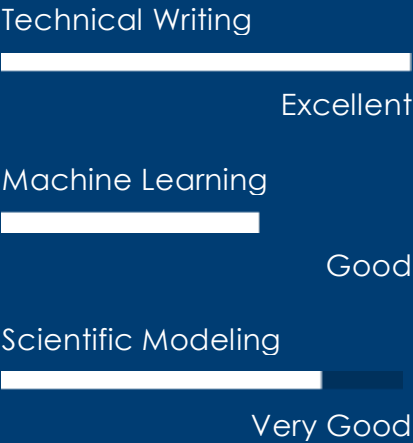 Technical Writing
Excellent
Machine Learning
Good
Scientific Modeling
Very Good